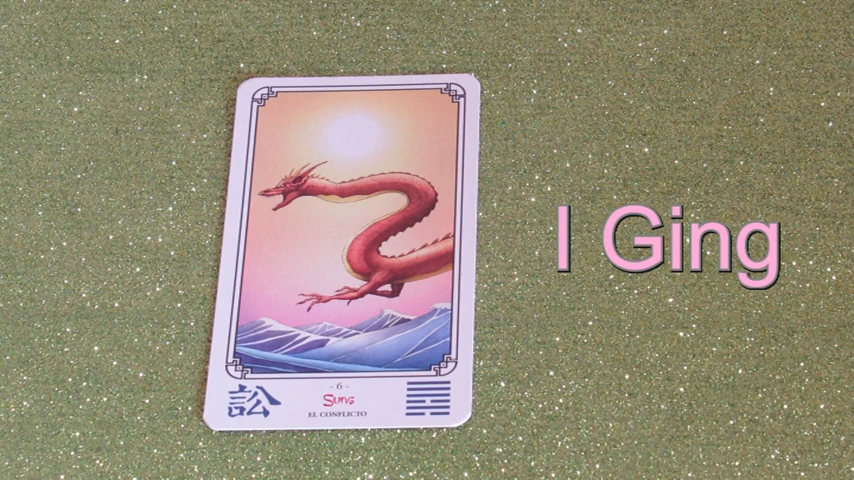 I Ging
- 6 -
訟
Sung
EL CONFLICTO